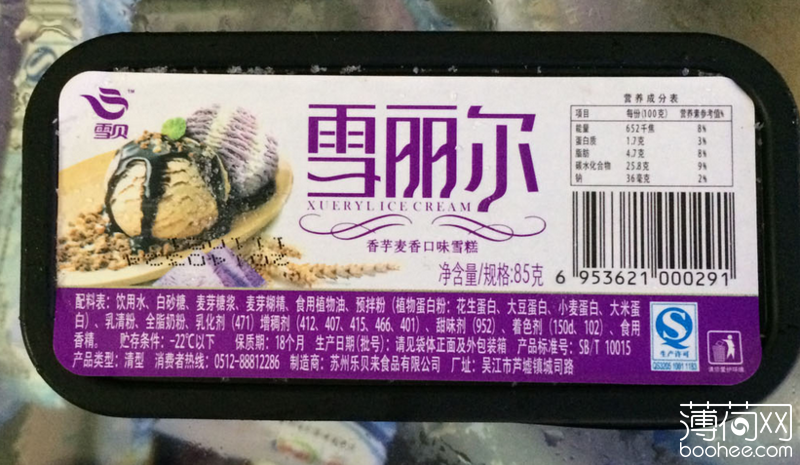 雪贝
雪丽尔
XUERYL ICE CREAM
香芋麦香口味雪糕
净含量/规格:85克
营养成分表
项目 每份(100克) 营养素参考值%
能量 652千焦 8%
蛋白质 1.7克 3%
脂肪 4.7克 8%
碳水化合物 25.8克 9%
钠 36毫克 2%
6 953621 000291
配料表：饮用水、白砂糖、麦芽糖浆、麦芽糊精、食用植物油、预拌粉（植物蛋白粉：花生蛋白、大豆蛋白、小麦蛋白、大米蛋
白）、乳清粉、全脂奶粉、乳化剂（471）增稠剂（412、407、415、466、401）、甜味剂（952）、着色剂（150d、102）、食用
香精。 贮存条件：-22℃以下 保质期：18个月 生产日期(批号)：请见袋体正面及外包装箱 产品标准号：SB/T 10015
产品类型：清型 消费者热线：0512-88812286 制造商：苏州乐贝来食品有限公司 厂址：吴江市芦墟镇城司路
生产许可
薄荷网
boohee.com